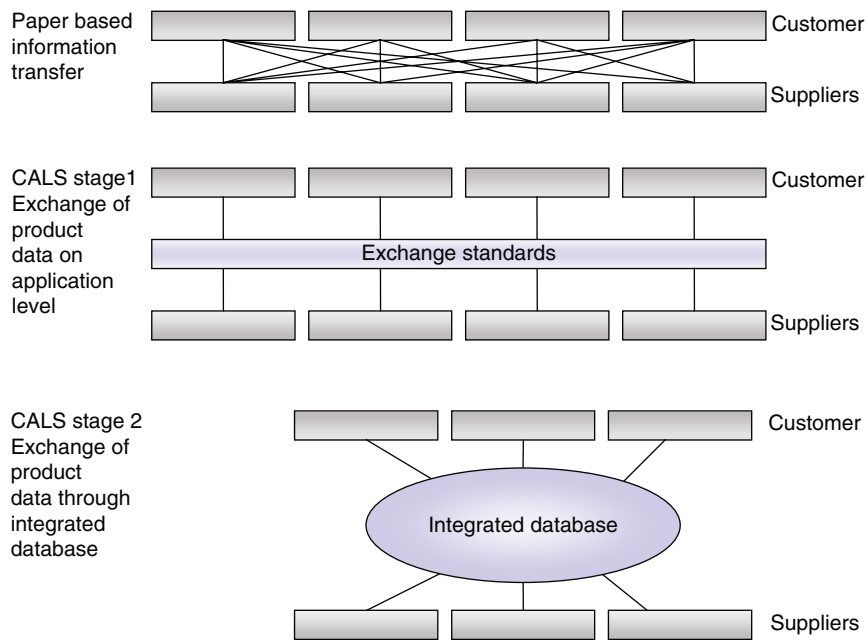 Paper based
information
transfer
Customer
Suppliers
CALS stage1
Exchange of
product
data on
application
level
Customer
Exchange standards
Suppliers
CALS stage 2
Exchange of
product
data through
integrated
database
Customer
Integrated database
Suppliers